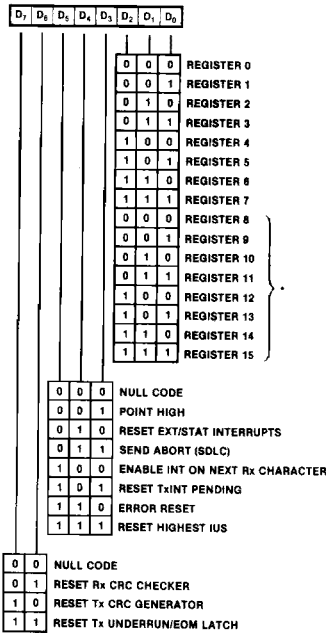 D7 D6 D5 D4 D3 D2 D1 D0
0 0 0 REGISTER 0
0 0 1 REGISTER 1
0 1 0 REGISTER 2
0 1 1 REGISTER 3
1 0 0 REGISTER 4
1 0 1 REGISTER 5
1 1 0 REGISTER 6
1 1 1 REGISTER 7
0 0 0 REGISTER 8
0 0 1 REGISTER 9
0 1 0 REGISTER 10
0 1 1 REGISTER 11
1 0 0 REGISTER 12
1 0 1 REGISTER 13
1 1 0 REGISTER 14
1 1 1 REGISTER 15
0 0 0 NULL CODE
0 0 1 POINT HIGH
0 1 0 RESET EXT/STAT INTERRUPTS
0 1 1 SEND ABORT (SDLC)
1 0 0 ENABLE INT ON NEXT Rx CHARACTER
1 0 1 RESET TxINT PENDING
1 1 0 ERROR RESET
1 1 1 RESET HIGHEST IUS
0 0 NULL CODE
0 1 RESET Rx CRC CHECKER
1 0 RESET Tx CRC GENERATOR
1 1 RESET Tx UNDERRUN/EOM LATCH